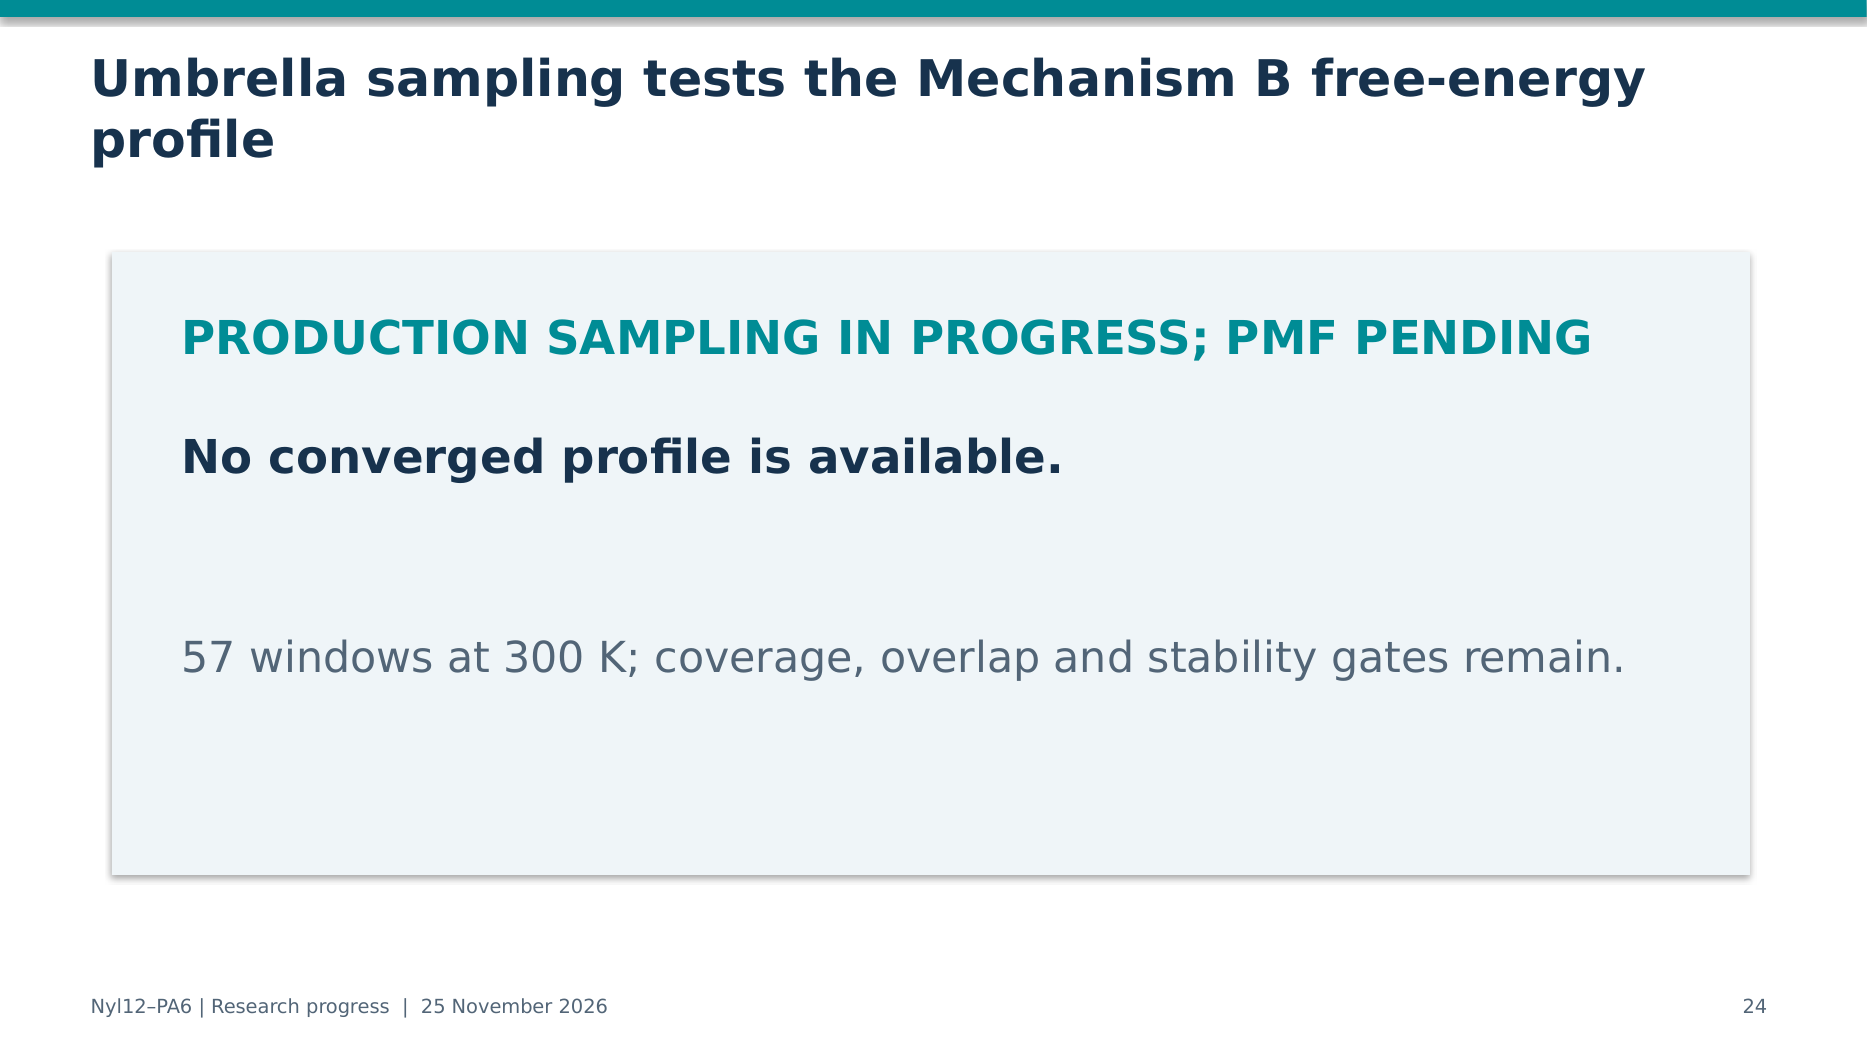 Umbrella sampling tests the Mechanism B free-energy
profile
PRODUCTION SAMPLING IN PROGRESS; PMF PENDING
No converged profile is available.
57 windows at 300 K; coverage, overlap and stability gates remain.
Nyl12–PA6 | Research progress | 25 November 2026
24